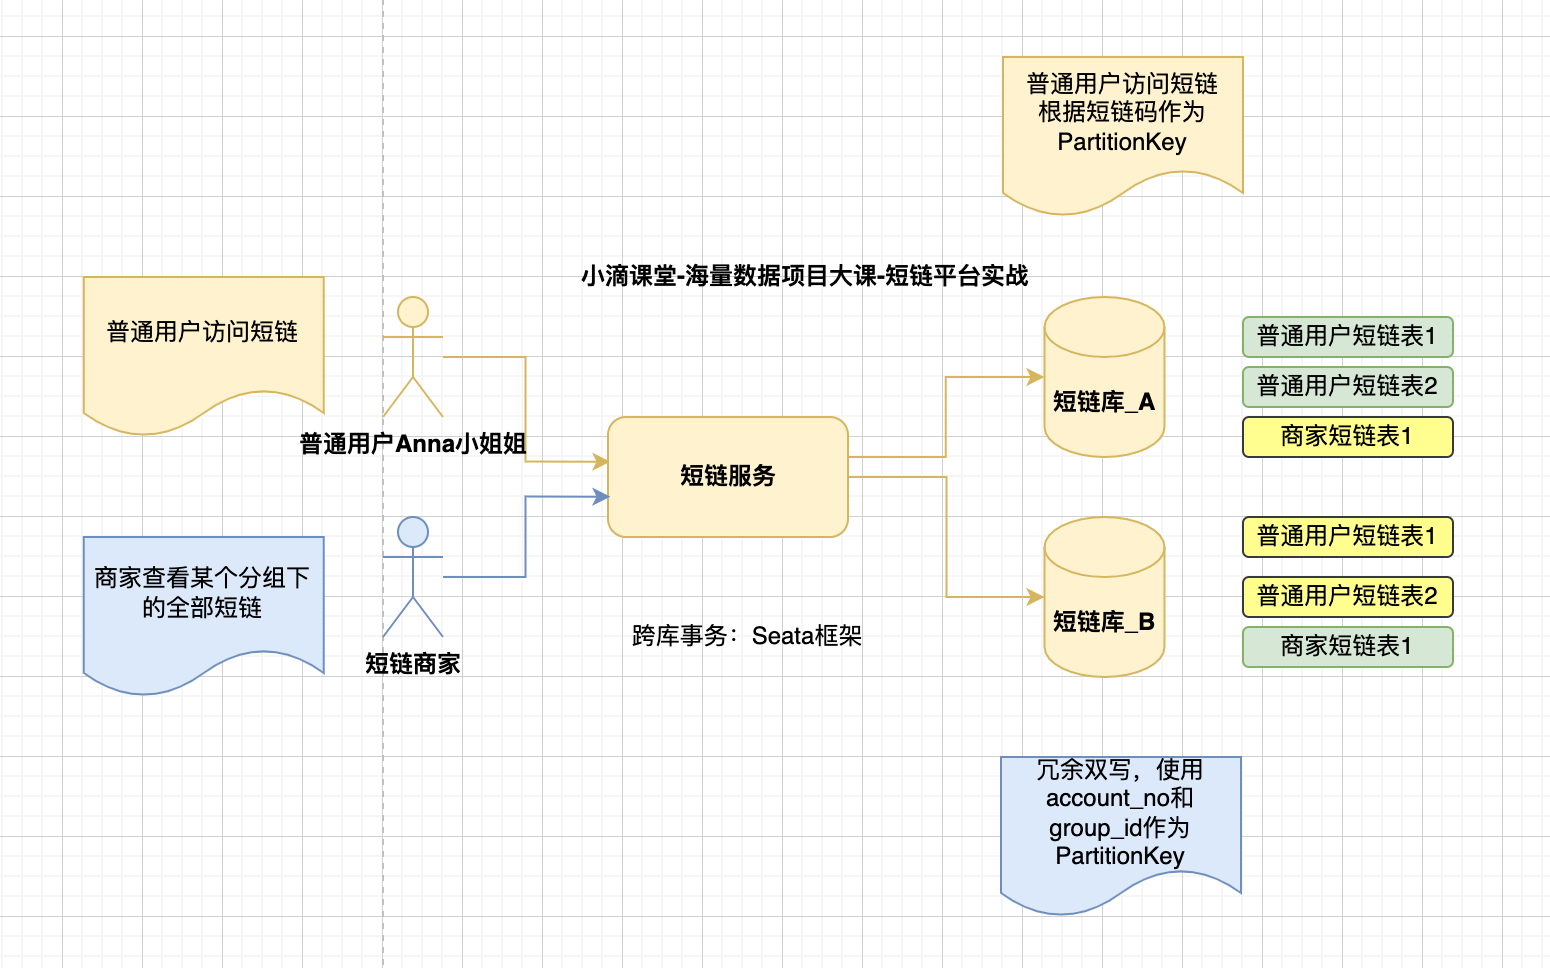 普通用户访问短链
根据短链码作为
PartitionKey
小滴课堂-海量数据项目大课-短链平台实战
普通用户访问短链
普通用户Anna小姐姐
短链服务
短链库_A
普通用户短链表1
普通用户短链表2
商家短链表1
商家查看某个分组下
的全部短链
短链商家
跨库事务：Seata框架
短链库_B
普通用户短链表1
普通用户短链表2
商家短链表1
冗余双写，使用
account_no和
group_id作为
PartitionKey